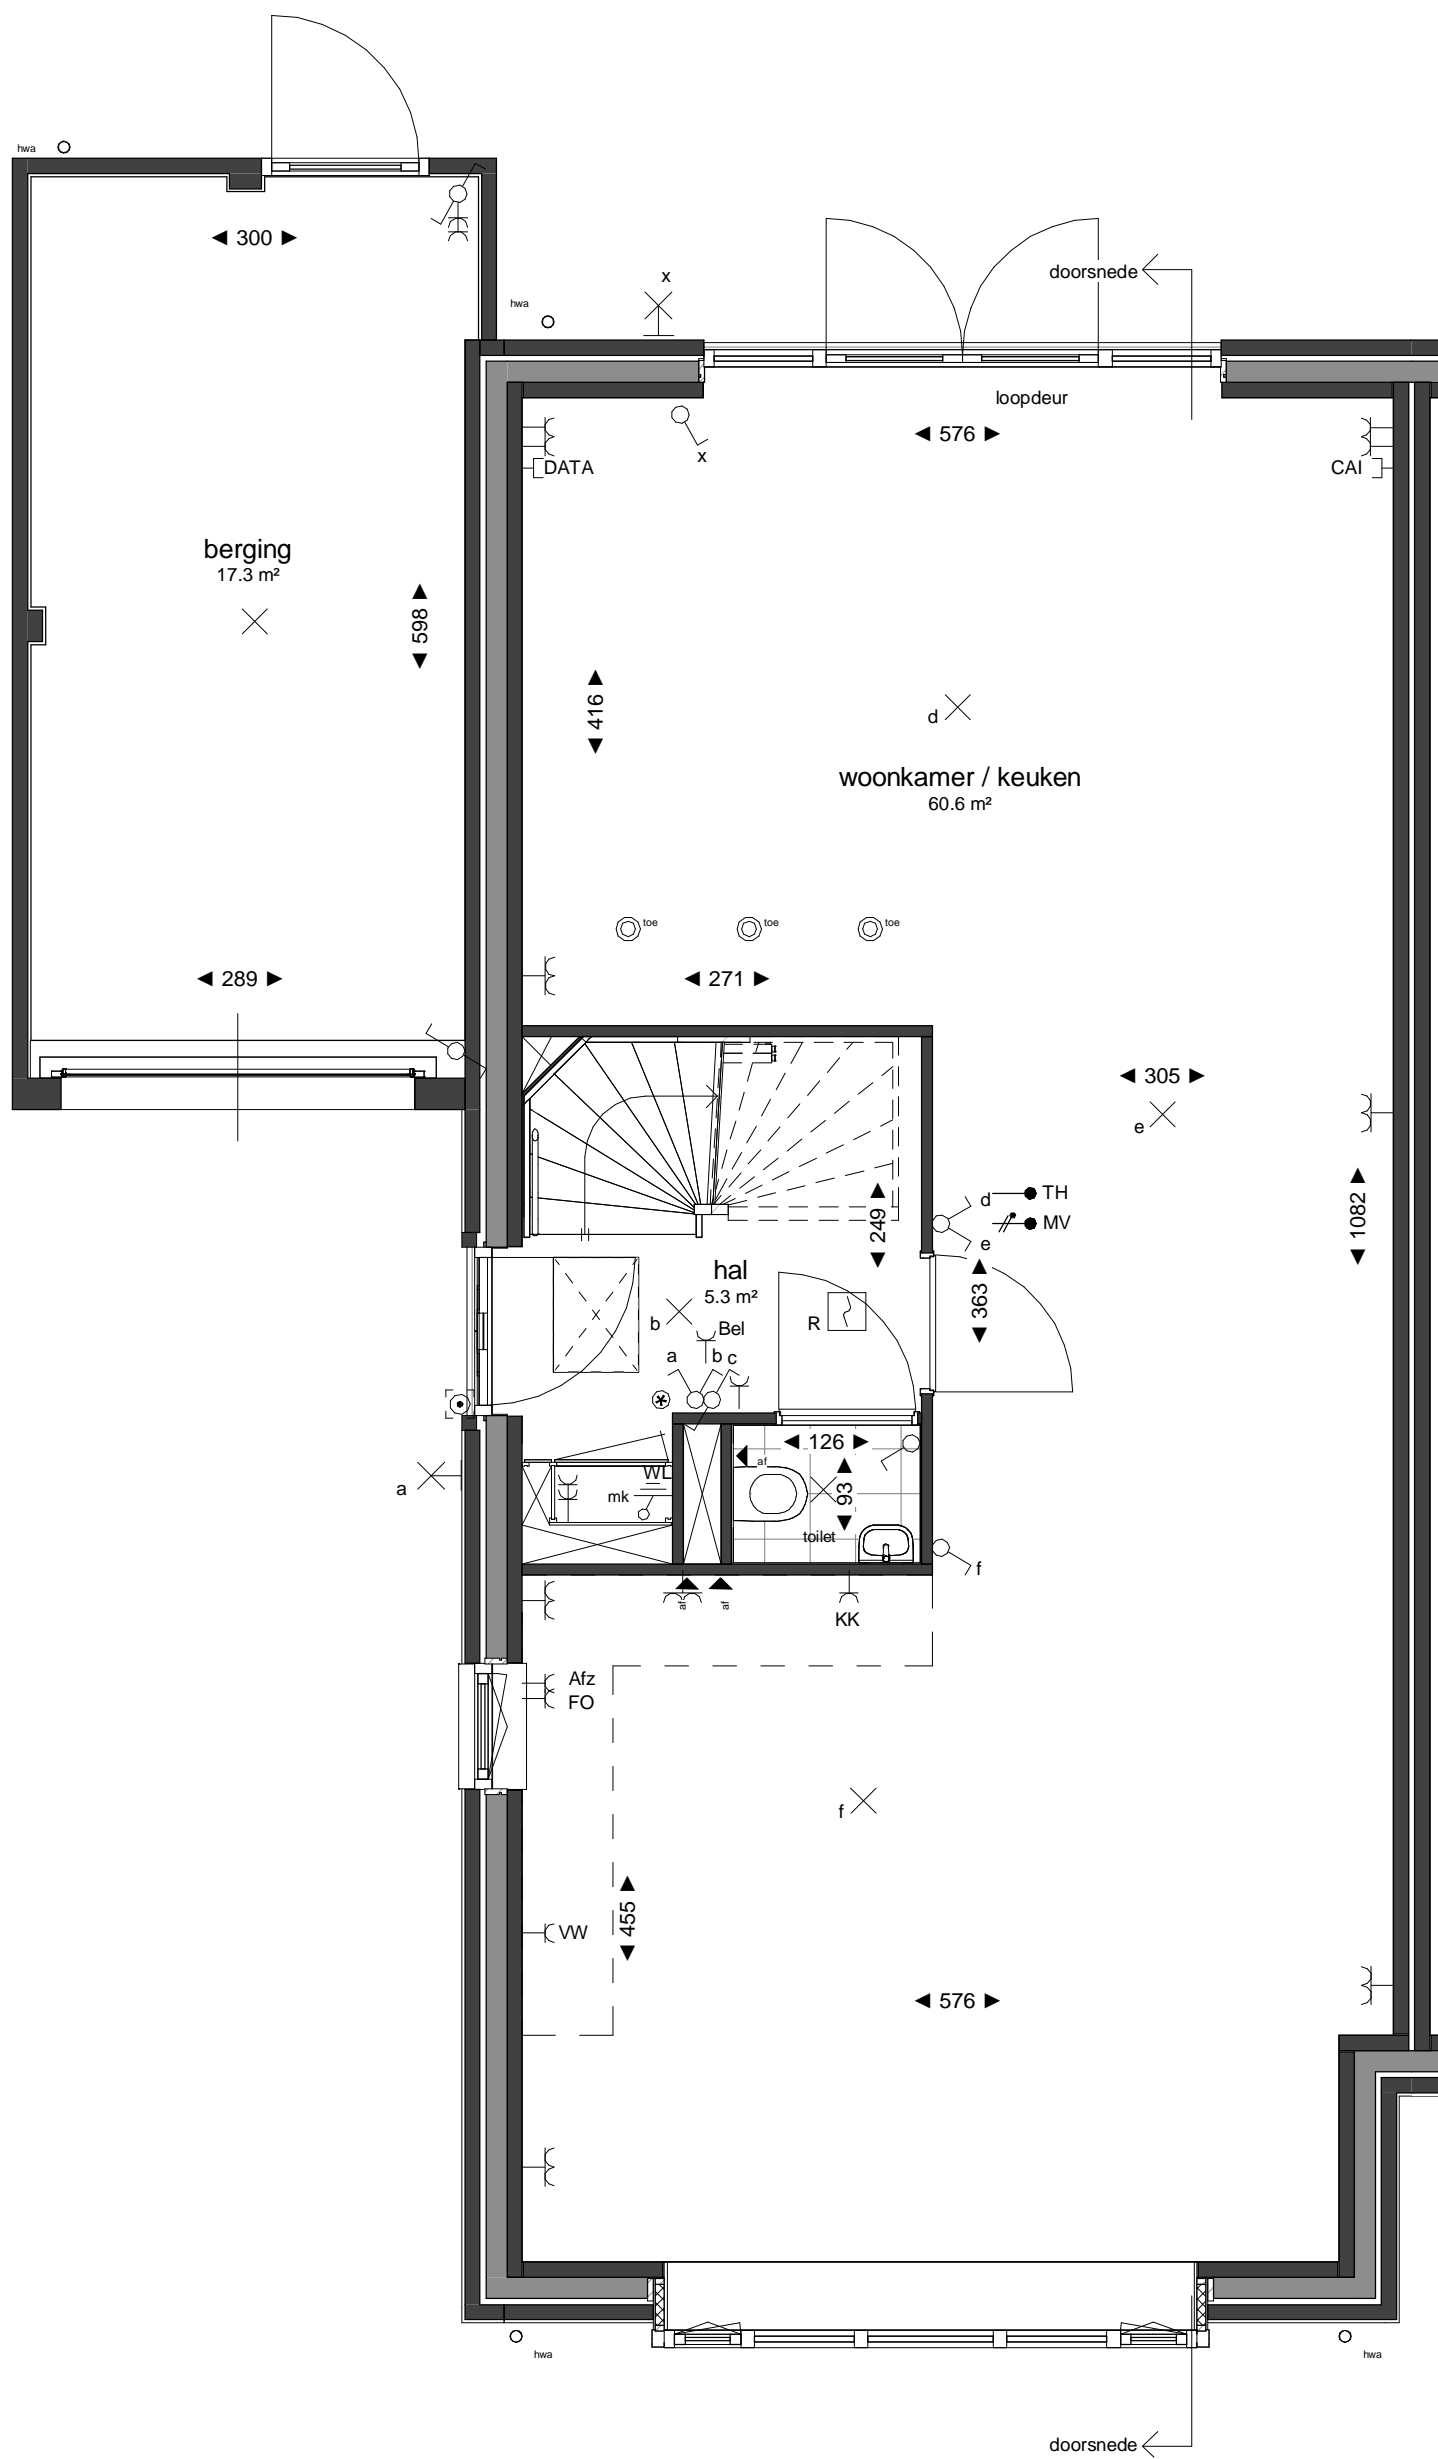 hwa
◄ 300 ►
x
doorsnede
hwa
loopdeur
◄ 576 ►
x
DATA
CAI
berging
17.3 m²
◄ 598 ►
◄ 416 ►
d
woonkamer / keuken
60.6 m²
toe
toe
toe
◄ 289 ►
◄ 271 ►
◄ 305 ►
e
d
TH
MV
e
◄ 249 ►
◄ 1082 ►
hal
5.3 m²
◄ 363 ►
b
Bel
R
a
b
c
◄ 126 ►
af
WL
mk
◄ 93 ►
a
toilet
f
af
af
KK
Afz
FO
f
◄ 455 ►
VW
◄ 576 ►
hwa
hwa
doorsnede